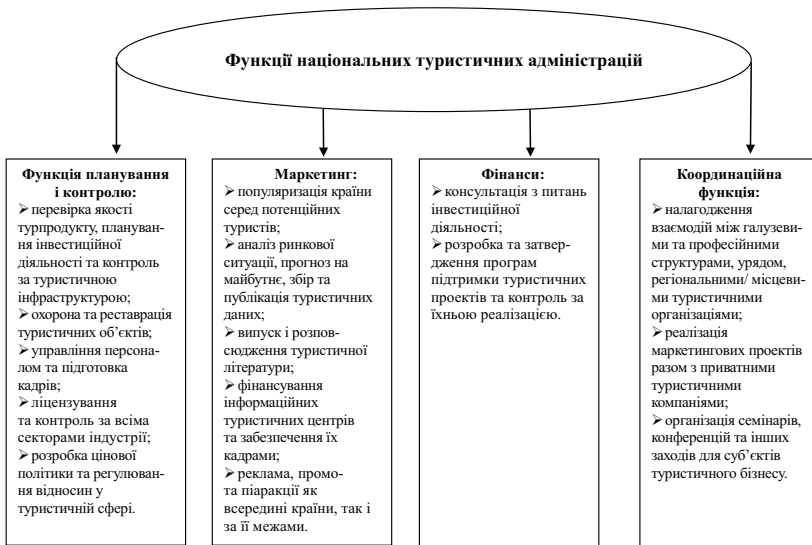 Функції національних туристичних адміністрацій
Функція планування
і контролю:
➢ перевірка якості
турпродукту, плануван-
ня інвестиційної
діяльності та контроль
за туристичною
інфраструктурою;
➢ охорона та реставрація
туристичних об’єктів;
➢ управління персона-
лом та підготовка
кадрів;
➢ ліцензування
та контроль за всіма
секторами індустрії;
➢ розробка цінової
політики та регулюван-
ня відносин у
туристичній сфері.
Маркетинг:
➢ популяризація країни
серед потенційних
туристів;
➢ аналіз ринкової
ситуації, прогноз на
майбутнє, збір та
публікація туристичних
даних;
➢ випуск і розпов-
сюдження туристичної
літератури;
➢ фінансування
інформаційних
туристичних центрів
та забезпечення їх
кадрами;
➢ реклама, промо-
та піаракції як
всередині країни, так і
за її межами.
Фінанси:
➢ консультація з питань
інвестиційної
діяльності;
➢ розробка та затвер-
дження програм
підтримки туристичних
проектів та контроль за
їхньою реалізацією.
Координаційна
функція:
➢ налагодження
взаємодій між галузеви-
ми та професійними
структурами, урядом,
регіональними/ місцеви-
ми туристичними
організаціями;
➢ реалізація
маркетингових проектів
разом з приватними
туристичними
компаніями;
➢ організація семінарів,
конференцій та інших
заходів для суб’єктів
туристичного бізнесу.